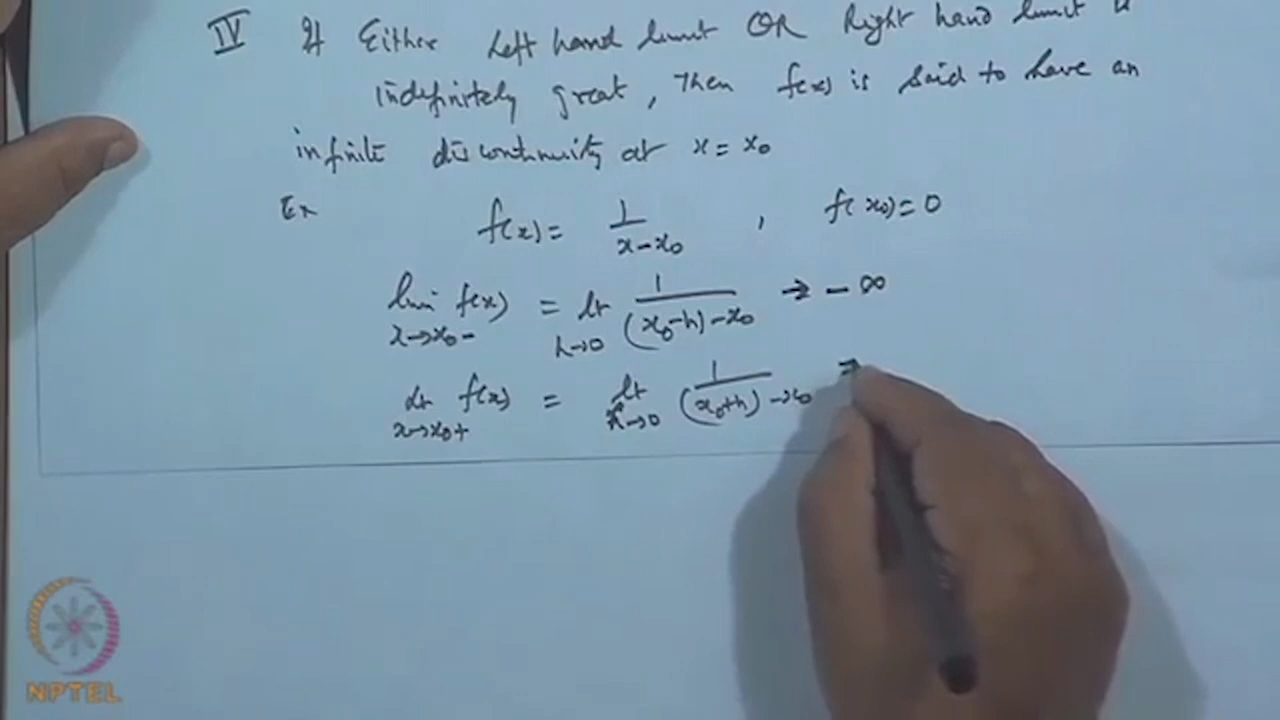 IV If Either Left hand limit OR Right hand limit is
indefinitely great, Then f(x) is said to have an
infinite discontinuity at x = x₀
Ex f(x) = 1/(x-x₀) , f(x₀) = 0
lim x→x₀- f(x) = lt h→0 1/((x₀-h)-x₀) → -∞
lt x→x₀+ f(x) = lt h→0 1/((x₀+h)-x₀) →
NPTEL